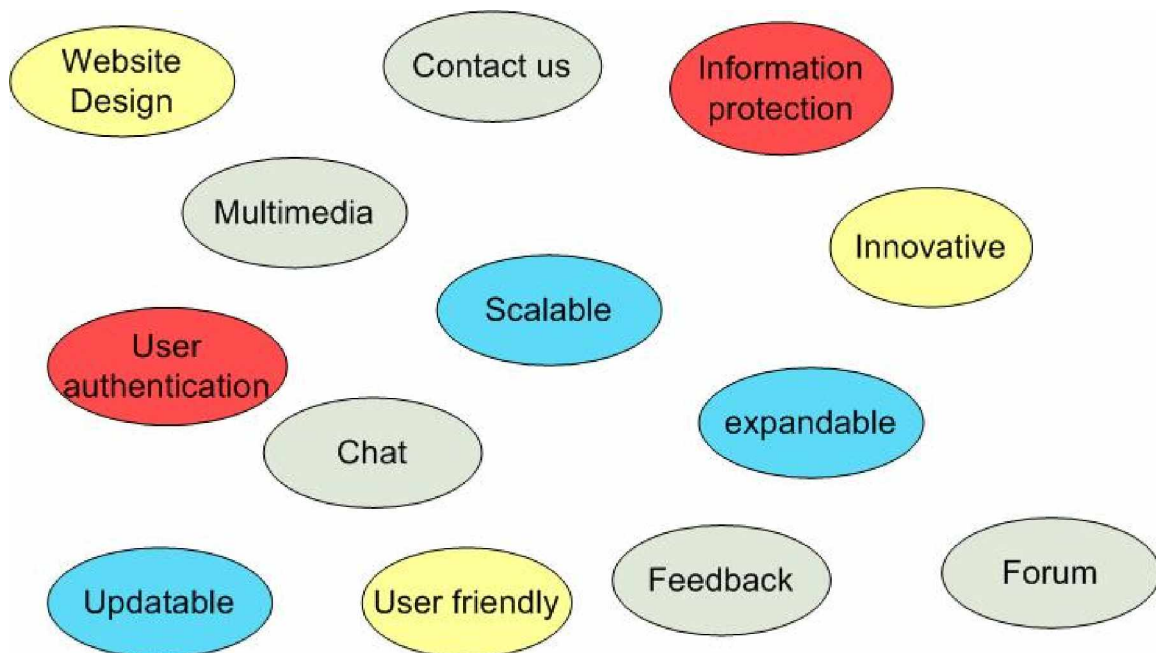 Website
Design
Contact us
Information
protection
Multimedia
Innovative
Scalable
User
authentication
expandable
Chat
Updatable
User friendly
Feedback
Forum